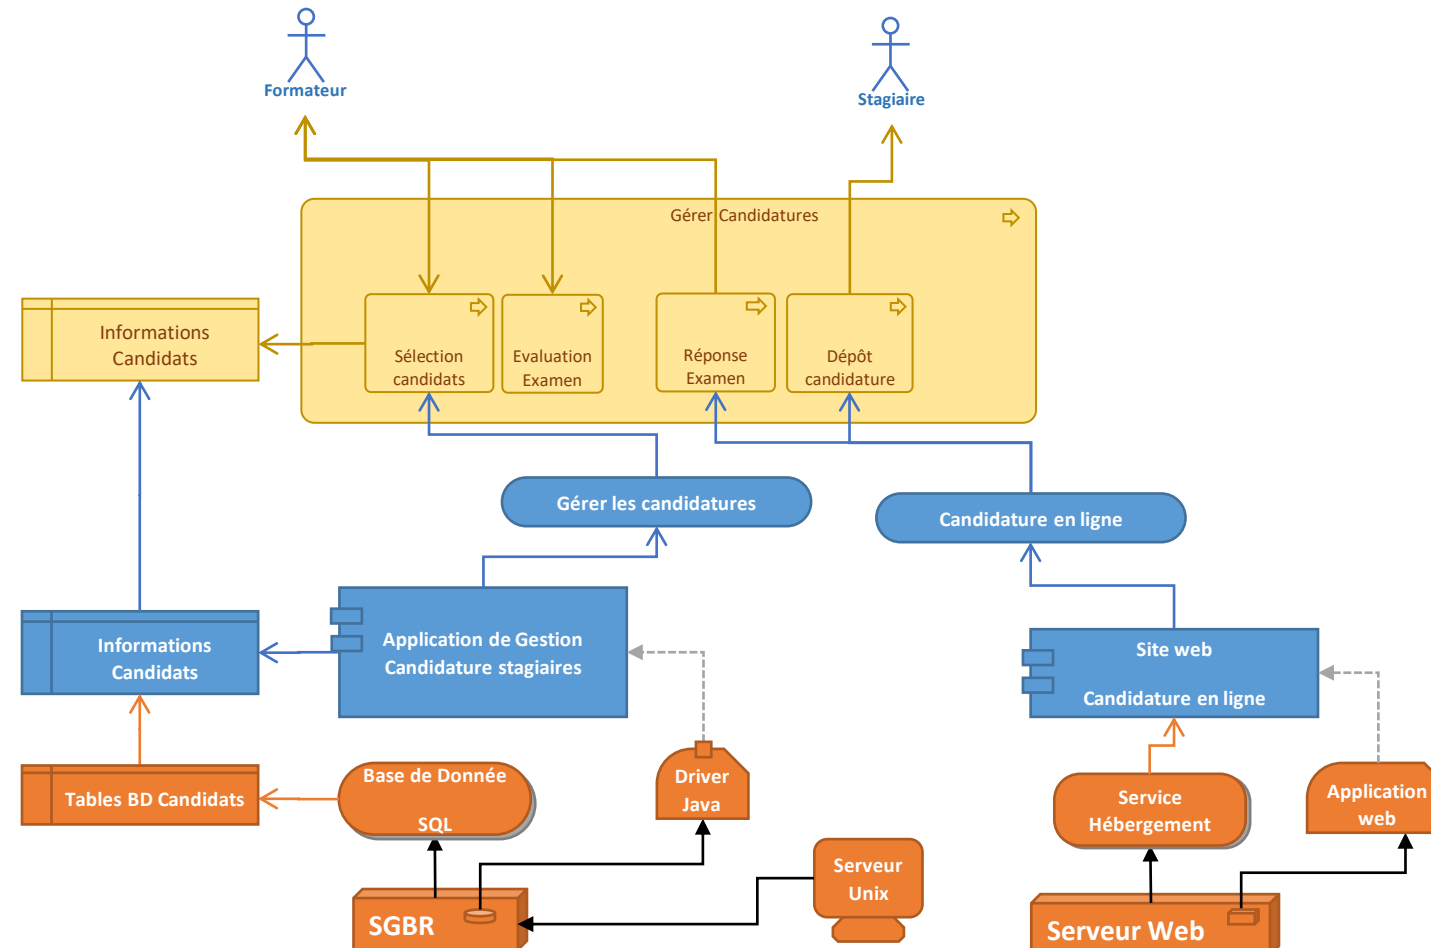 Formateur
Stagiaire
Gérer Candidatures
Informations
Candidats
Sélection
candidats
Evaluation
Examen
Réponse
Examen
Dépôt
candidature
Gérer les candidatures
Candidature en ligne
Informations
Candidats
Application de Gestion
Candidature stagiaires
Site web
Candidature en ligne
Tables BD Candidats
Base de Donnée
SQL
Driver
Java
Service
Hébergement
Application
web
Serveur
Unix
SGBR
Serveur Web